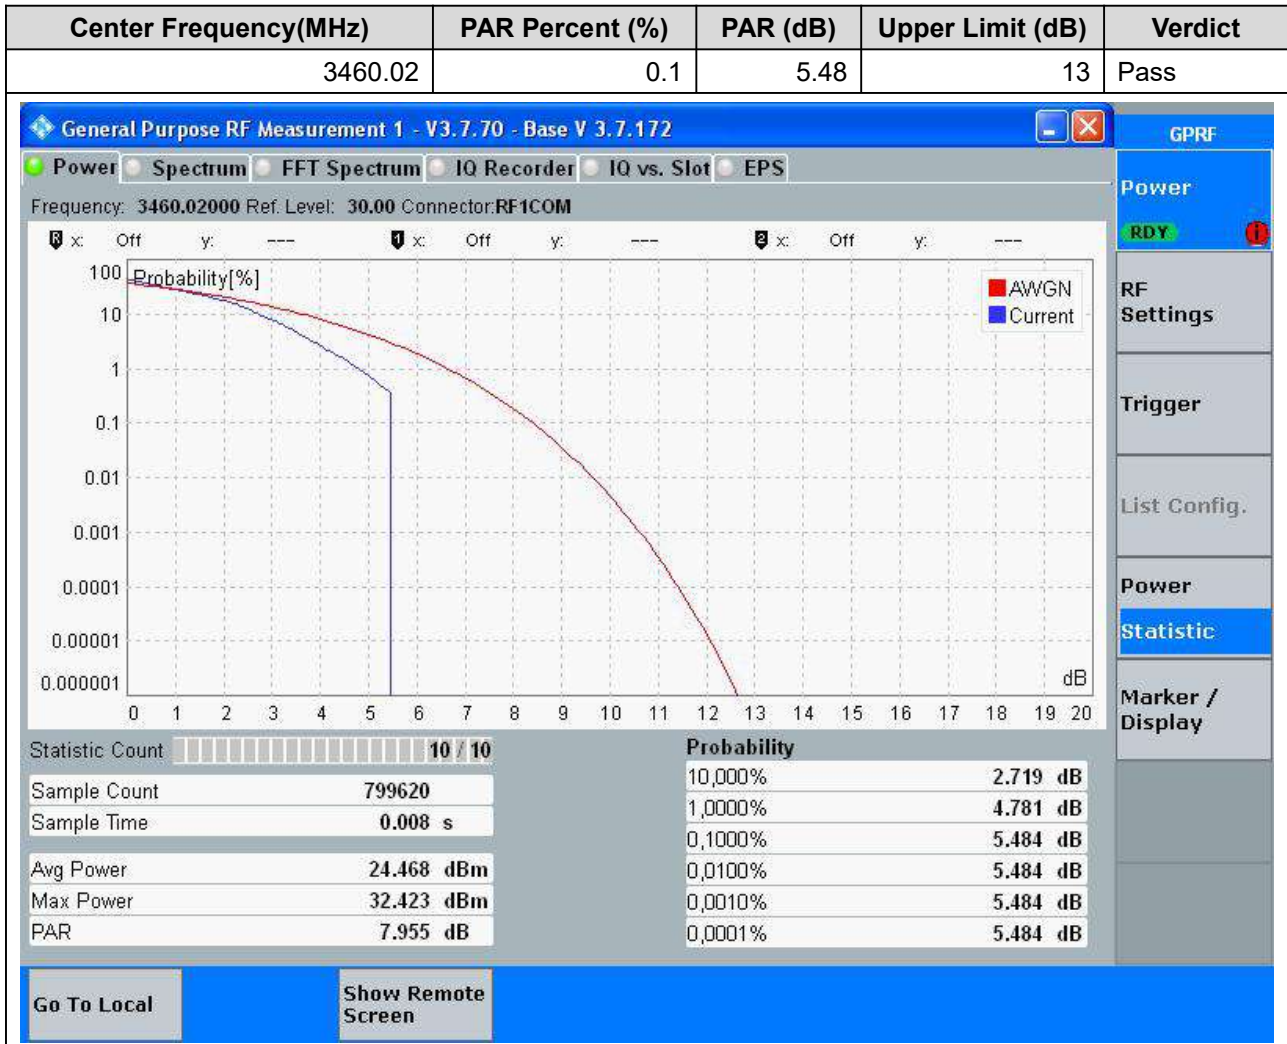 Center Frequency(MHz) PAR Percent (%) PAR (dB) Upper Limit (dB) Verdict
3460.02 0.1 5.48 13 Pass
General Purpose RF Measurement 1 - V3.7.70 - Base V 3.7.172
GPRF
Power Spectrum FFT Spectrum IQ Recorder IQ vs. Slot EPS
Frequency: 3460.02000 Ref. Level: 30.00 Connector:RF1COM
R x: Off y: --- 1 x: Off y: --- 2 x: Off y: ---
Probability[%]
AWGN
Current
100
10
1
0.1
0.01
0.001
0.0001
0.00001
0.000001
dB
0 1 2 3 4 5 6 7 8 9 10 11 12 13 14 15 16 17 18 19 20
Statistic Count 10 / 10
Sample Count 799620
Sample Time 0.008 s
Avg Power 24.468 dBm
Max Power 32.423 dBm
PAR 7.955 dB
Probability
10,000% 2.719 dB
1,0000% 4.781 dB
0,1000% 5.484 dB
0,0100% 5.484 dB
0,0010% 5.484 dB
0,0001% 5.484 dB
Power
RDY
RF
Settings
Trigger
List Config.
Power
Statistic
Marker /
Display
Go To Local
Show Remote
Screen